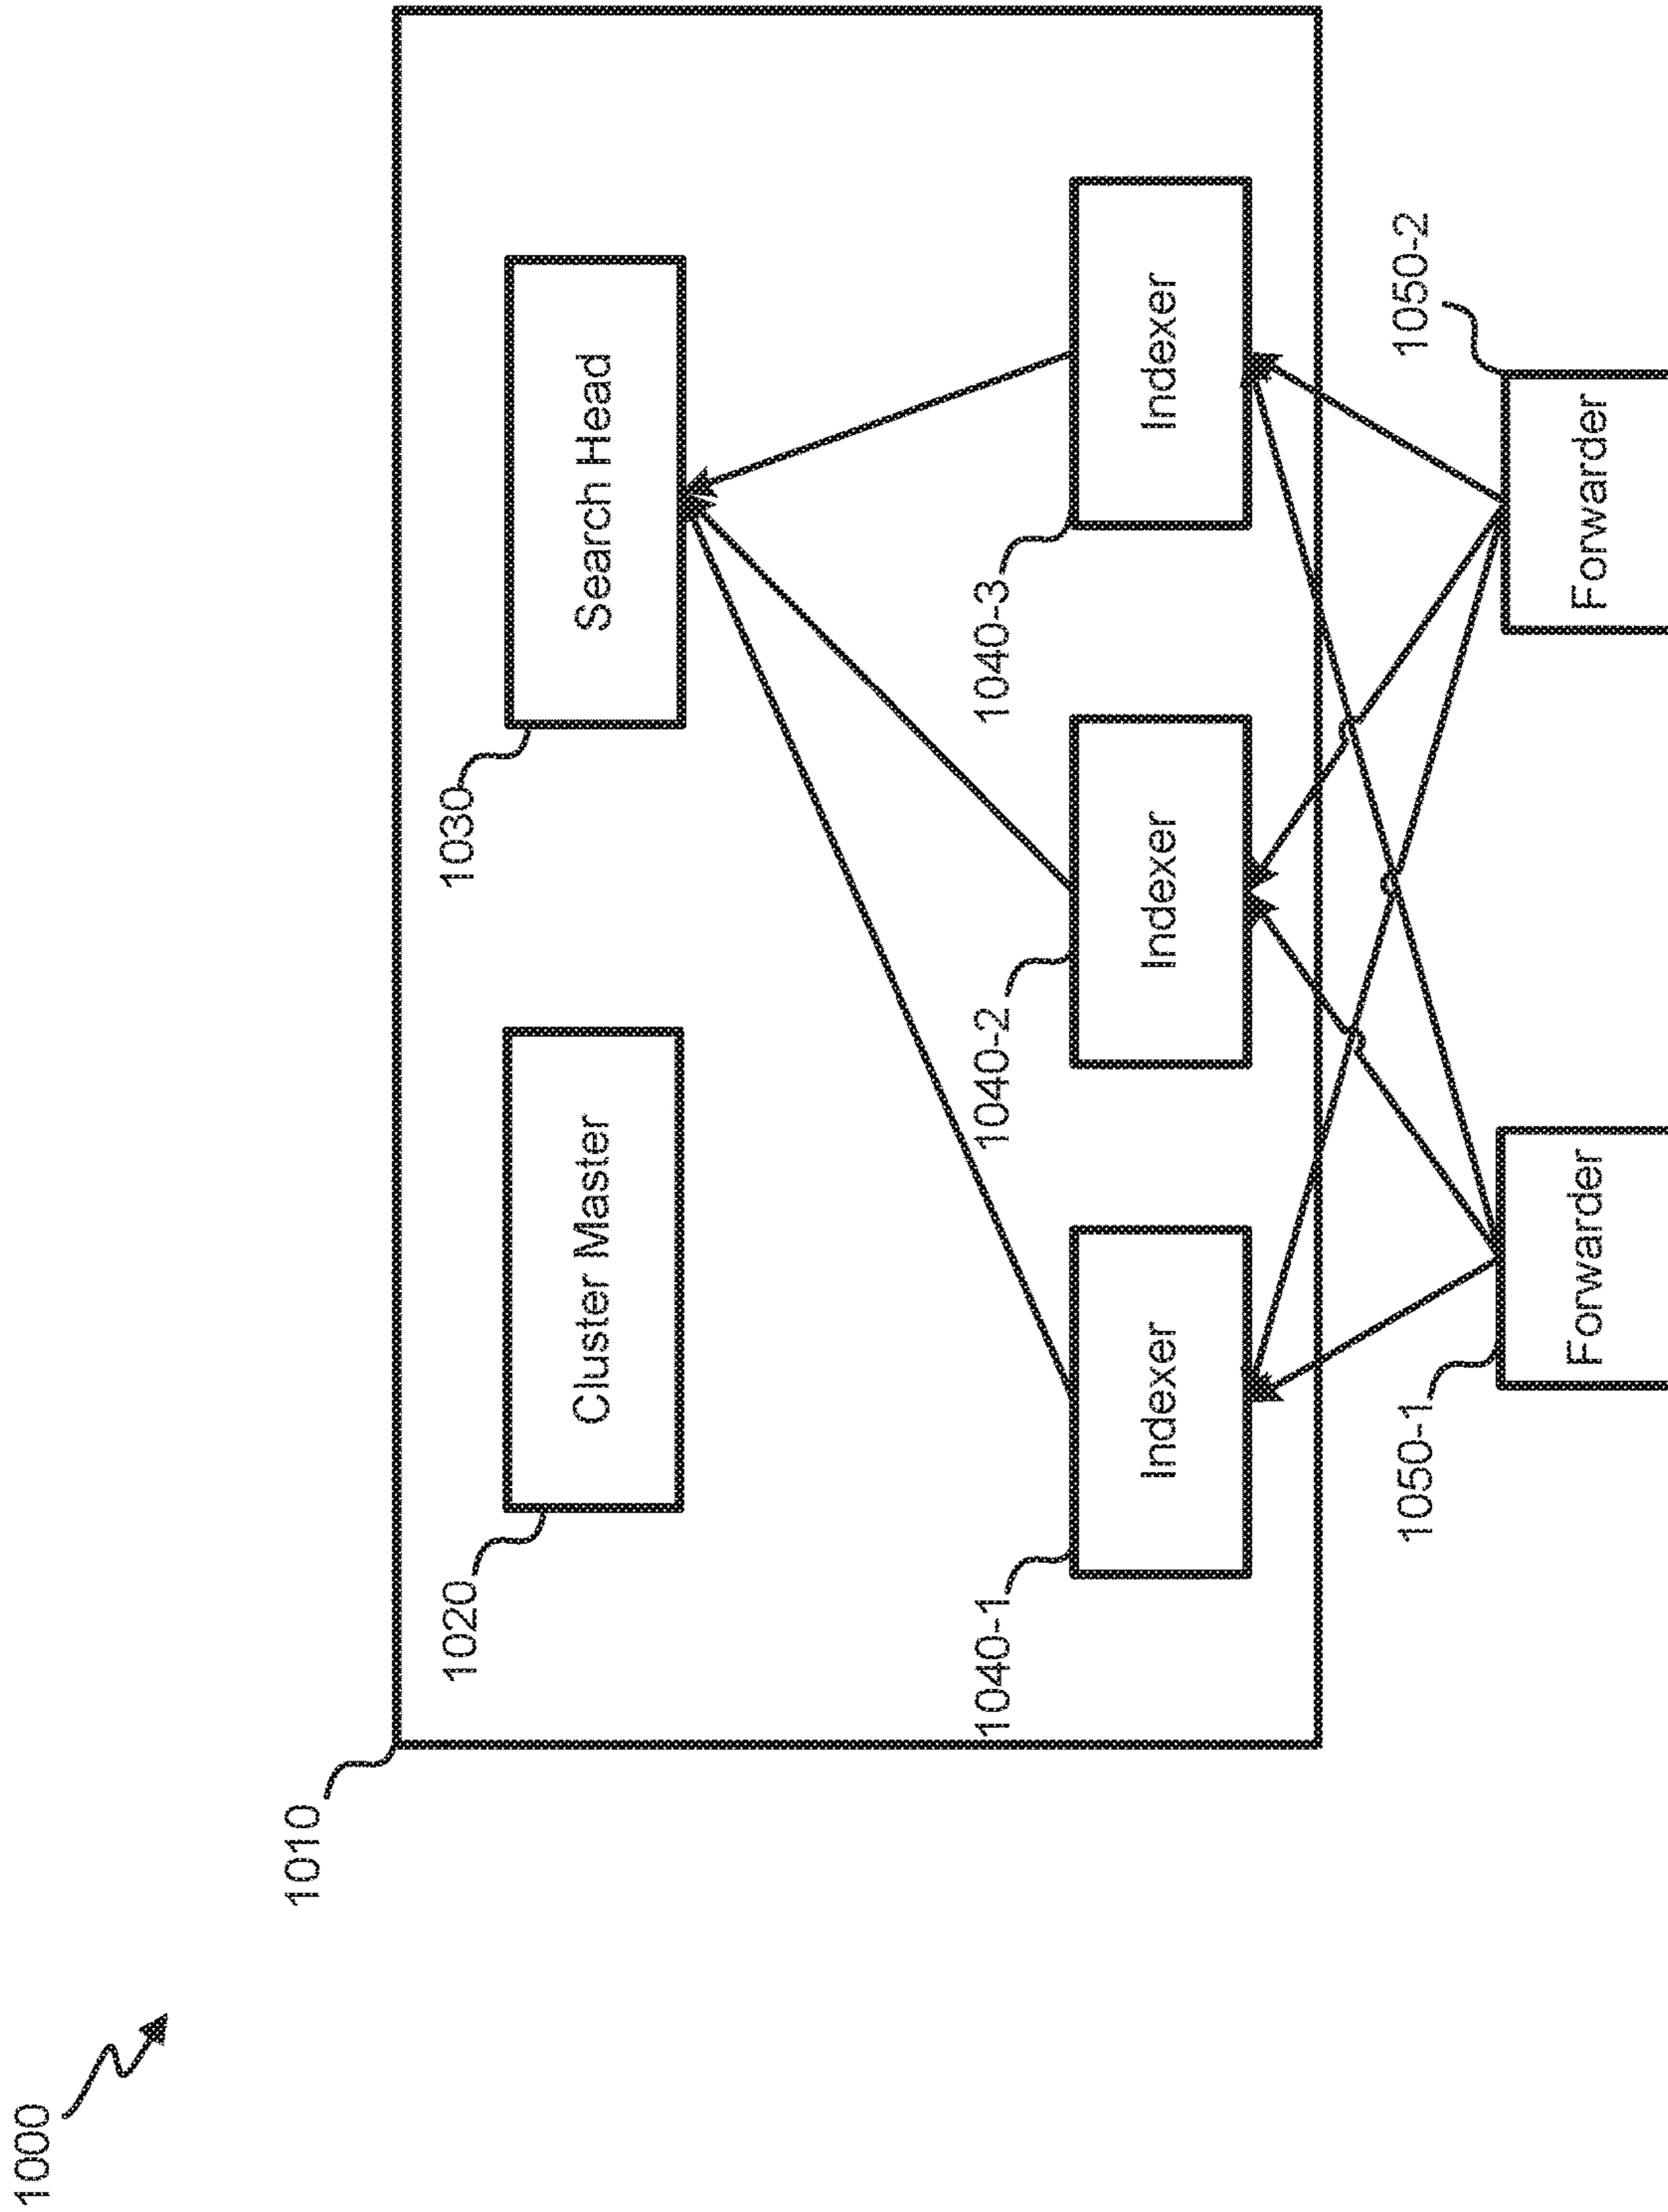 1000
1010
1020
Cluster Master
1030
Search Head
1040-1
Indexer
1040-2
Indexer
1040-3
Indexer
1050-1
Forwarder
1050-2
Forwarder